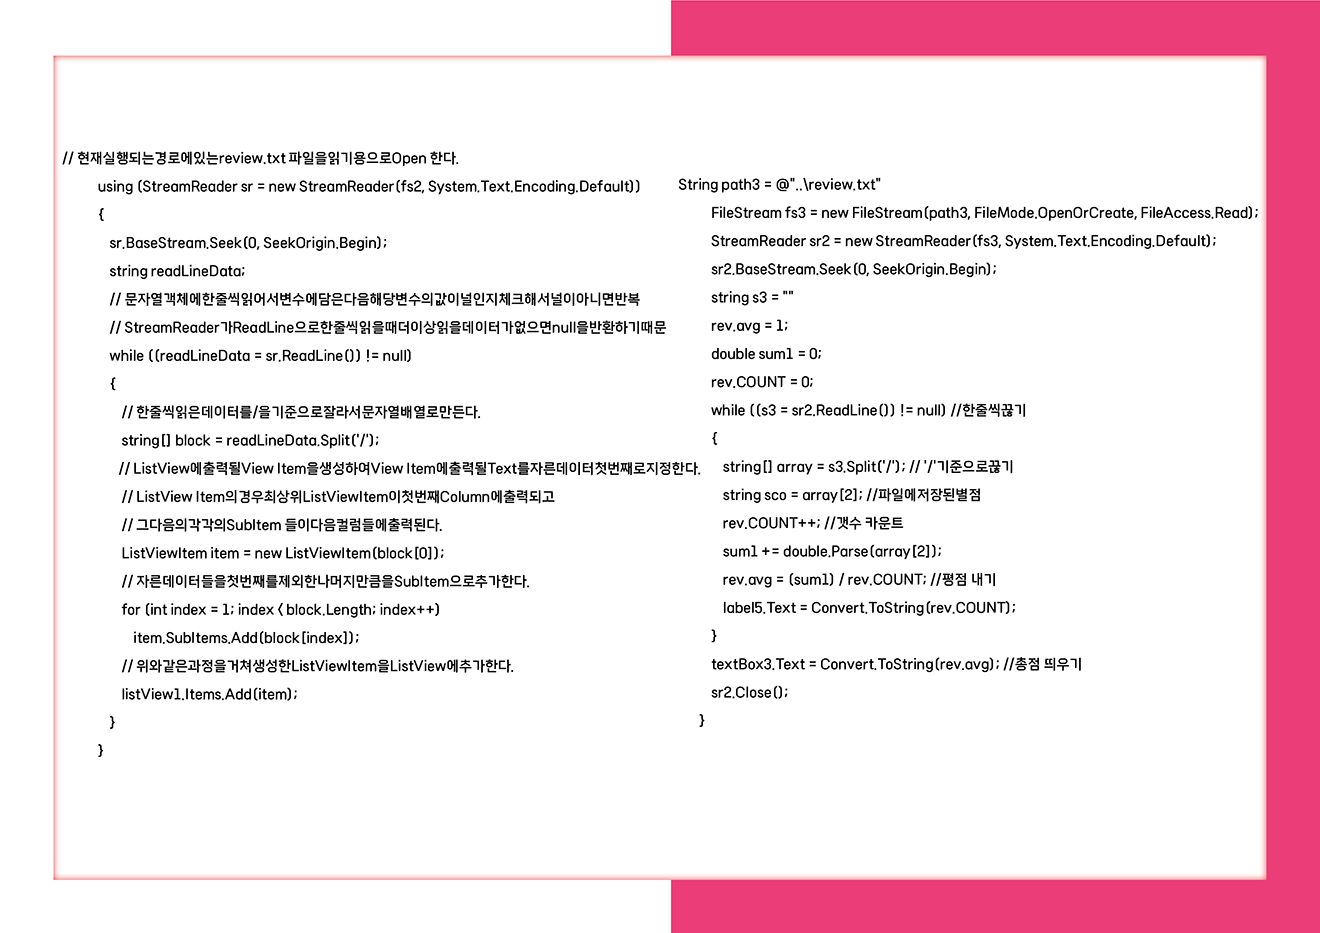 // 현재실행되는경로에있는review.txt 파일을읽기용으로Open 한다.
using (StreamReader sr = new StreamReader(fs2, System.Text.Encoding.Default))
{
sr.BaseStream.Seek(0, SeekOrigin.Begin);
string readLineData;
// 문자열객체에한줄씩읽어서변수에담은다음해당변수의값이널인지체크해서널이아니면반복
// StreamReader가ReadLine으로한줄씩읽을때더이상읽을데이터가없으면null을반환하기때문
while ((readLineData = sr.ReadLine()) != null)
{
// 한줄씩읽은데이터를/을기준으로잘라서문자열배열로만든다.
string[] block = readLineData.Split('/');
// ListView에출력될View Item을생성하여View Item에출력될Text를자른데이터첫번째로지정한다.
// ListView Item의경우최상위ListViewItem이첫번째Column에출력되고
// 그다음의각각의SubItem 들이다음컬럼들에출력된다.
ListViewItem item = new ListViewItem(block[0]);
// 자른데이터들을첫번째를제외한나머지만큼을SubItem으로추가한다.
for (int index = 1; index < block.Length; index++)
item.SubItems.Add(block[index]);
// 위와같은과정을거쳐생성한ListViewItem을ListView에추가한다.
listView1.Items.Add(item);
}
}
String path3 = @"..\review.txt"
FileStream fs3 = new FileStream(path3, FileMode.OpenOrCreate, FileAccess.Read);
StreamReader sr2 = new StreamReader(fs3, System.Text.Encoding.Default);
sr2.BaseStream.Seek(0, SeekOrigin.Begin);
string s3 = ""
rev.avg = 1;
double sum1 = 0;
rev.COUNT = 0;
while ((s3 = sr2.ReadLine()) != null) //한줄씩끊기
{
string[] array = s3.Split('/'); // '/'기준으로끊기
string sco = array[2]; //파일에저장된별점
rev.COUNT++; //갯수 카운트
sum1 += double.Parse(array[2]);
rev.avg = (sum1) / rev.COUNT; //평점 내기
label5.Text = Convert.ToString(rev.COUNT);
}
textBox3.Text = Convert.ToString(rev.avg); //총점 띄우기
sr2.Close();
}